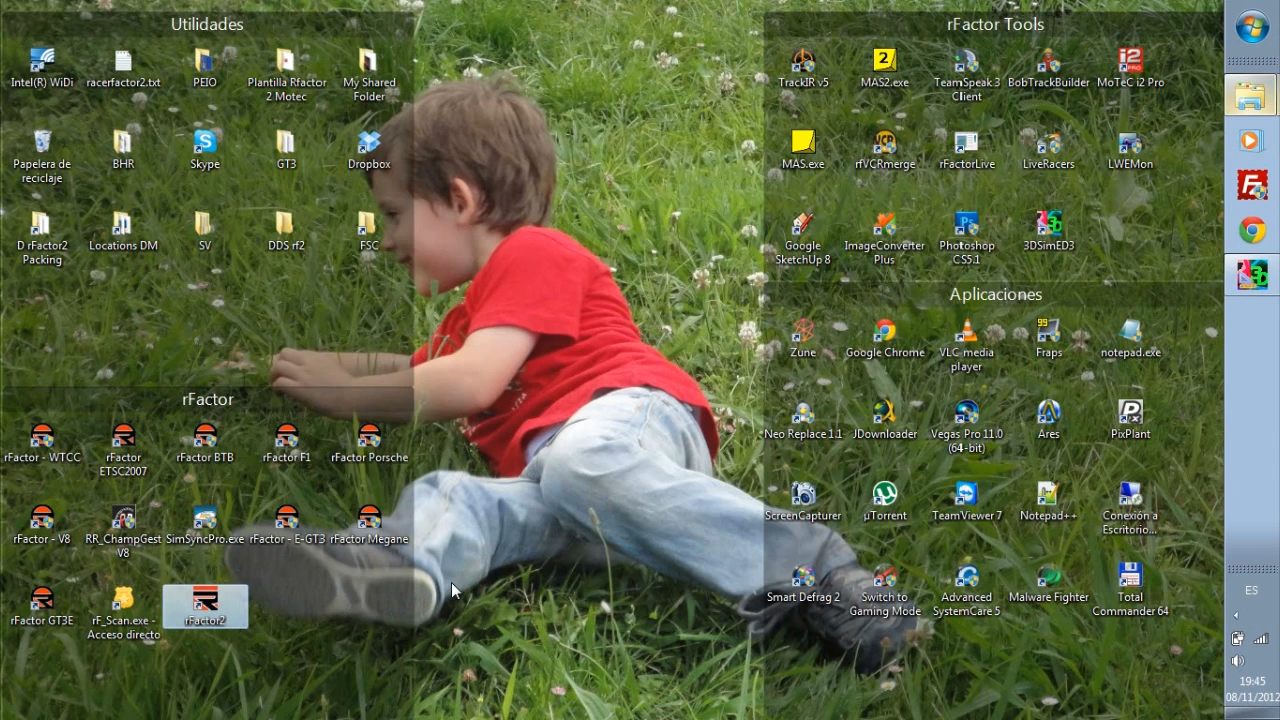 Utilidades
Intel(R) WiDi
racerfactor2.txt
PEIO
Plantilla Rfactor
2 Motec
My Shared
Folder
Papelera de
reciclaje
BHR
Skype
GT3
Dropbox
D rFactor2
Packing
Locations DM
SV
DDS rf2
FSC
rFactor
rFactor - WTCC
rFactor
ETSC2007
rFactor BTB
rFactor F1
rFactor Porsche
rFactor - V8
RR_ChampGest
V8
SimSyncPro.exe
rFactor - E-GT3
rFactor Megane
rFactor GT3E
rF_Scan.exe -
Acceso directo
rFactor2
rFactor Tools
TrackIR v5
2
MAS2.exe
TeamSpeak 3
Client
BobTrackBuilder
i2
PRO
MoTeC i2 Pro
MAS.exe
VCR
rfVCRmerge
rFactorLive
LiveRacers
LWEMon
Google
SketchUp 8
ImageConverter
Plus
Ps
Photoshop
CS5.1
3DSimED3
Aplicaciones
Zune
Google Chrome
VLC media
player
99
Fraps
notepad.exe
Neo Replace 1.1
JDownloader
Vegas Pro 11.0
(64-bit)
Ares
Px
PixPlant
ScreenCapturer
µTorrent
TeamViewer 7
Notepad++
Conexión a
Escritorio...
Smart Defrag 2
Switch to
Gaming Mode
Advanced
SystemCare 5
Malware Fighter
Total
Commander 64
ES
19:45
08/11/2012